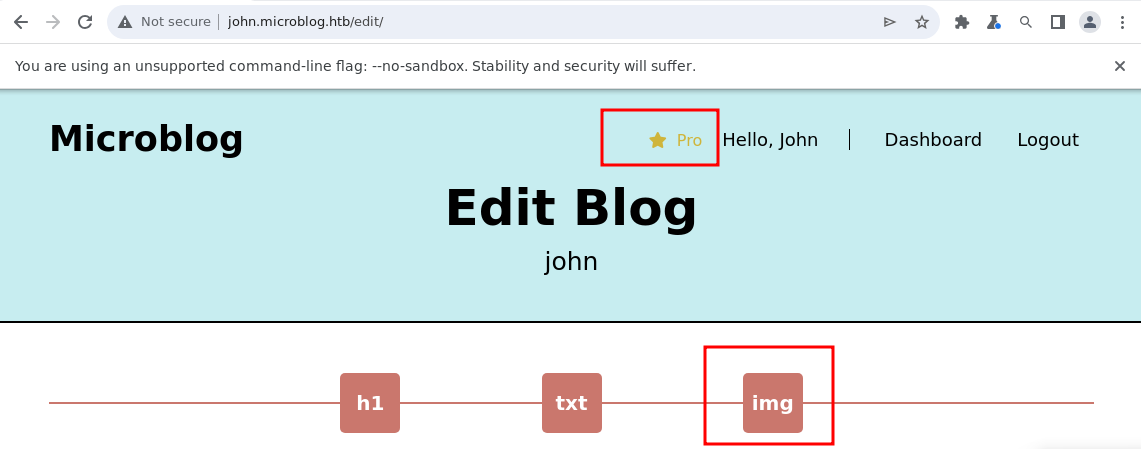 Not secure | john.microblog.htb/edit/
You are using an unsupported command-line flag: --no-sandbox. Stability and security will suffer.
Microblog
Pro Hello, John | Dashboard Logout
Edit Blog
john
h1 txt img